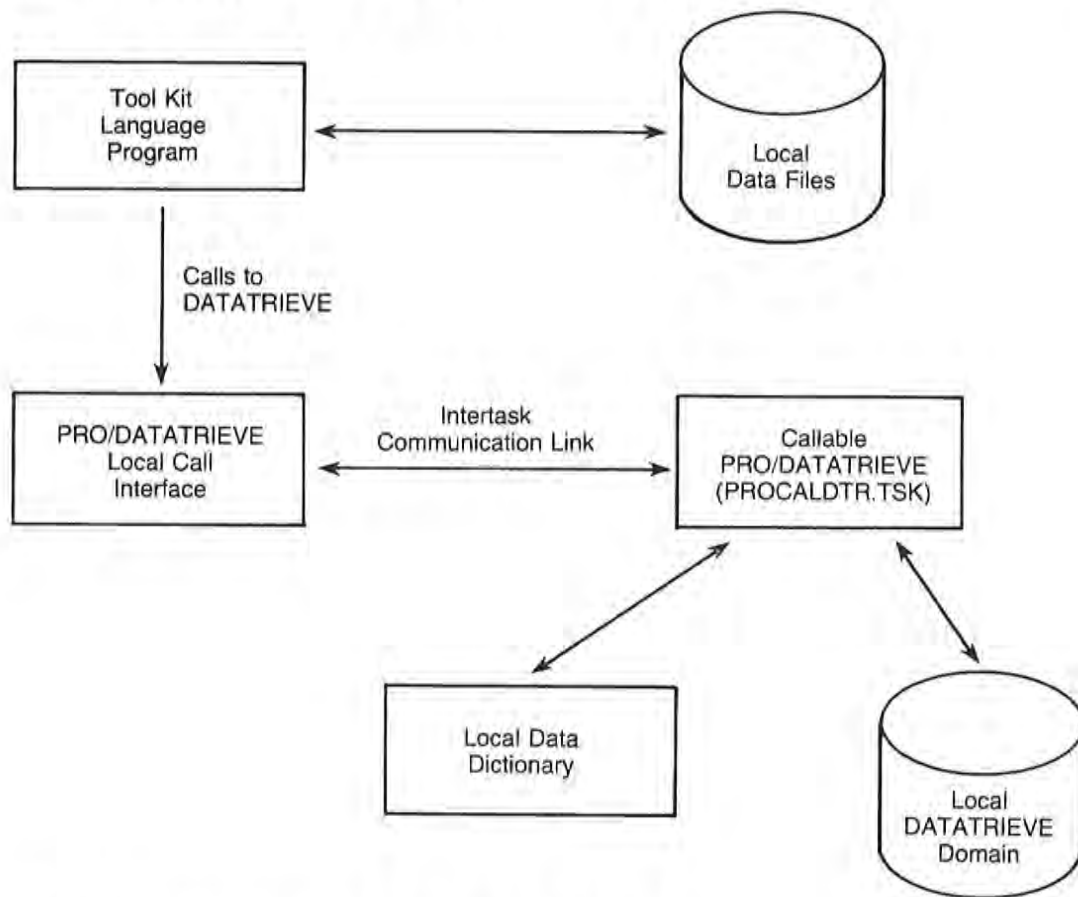 Tool Kit
Language
Program
Local
Data Files
Calls to
DATATRIEVE
PRO/DATATRIEVE
Local Call
Interface
Intertask
Communication Link
Callable
PRO/DATATRIEVE
(PROCALDTR.TSK)
Local Data
Dictionary
Local
DATATRIEVE
Domain